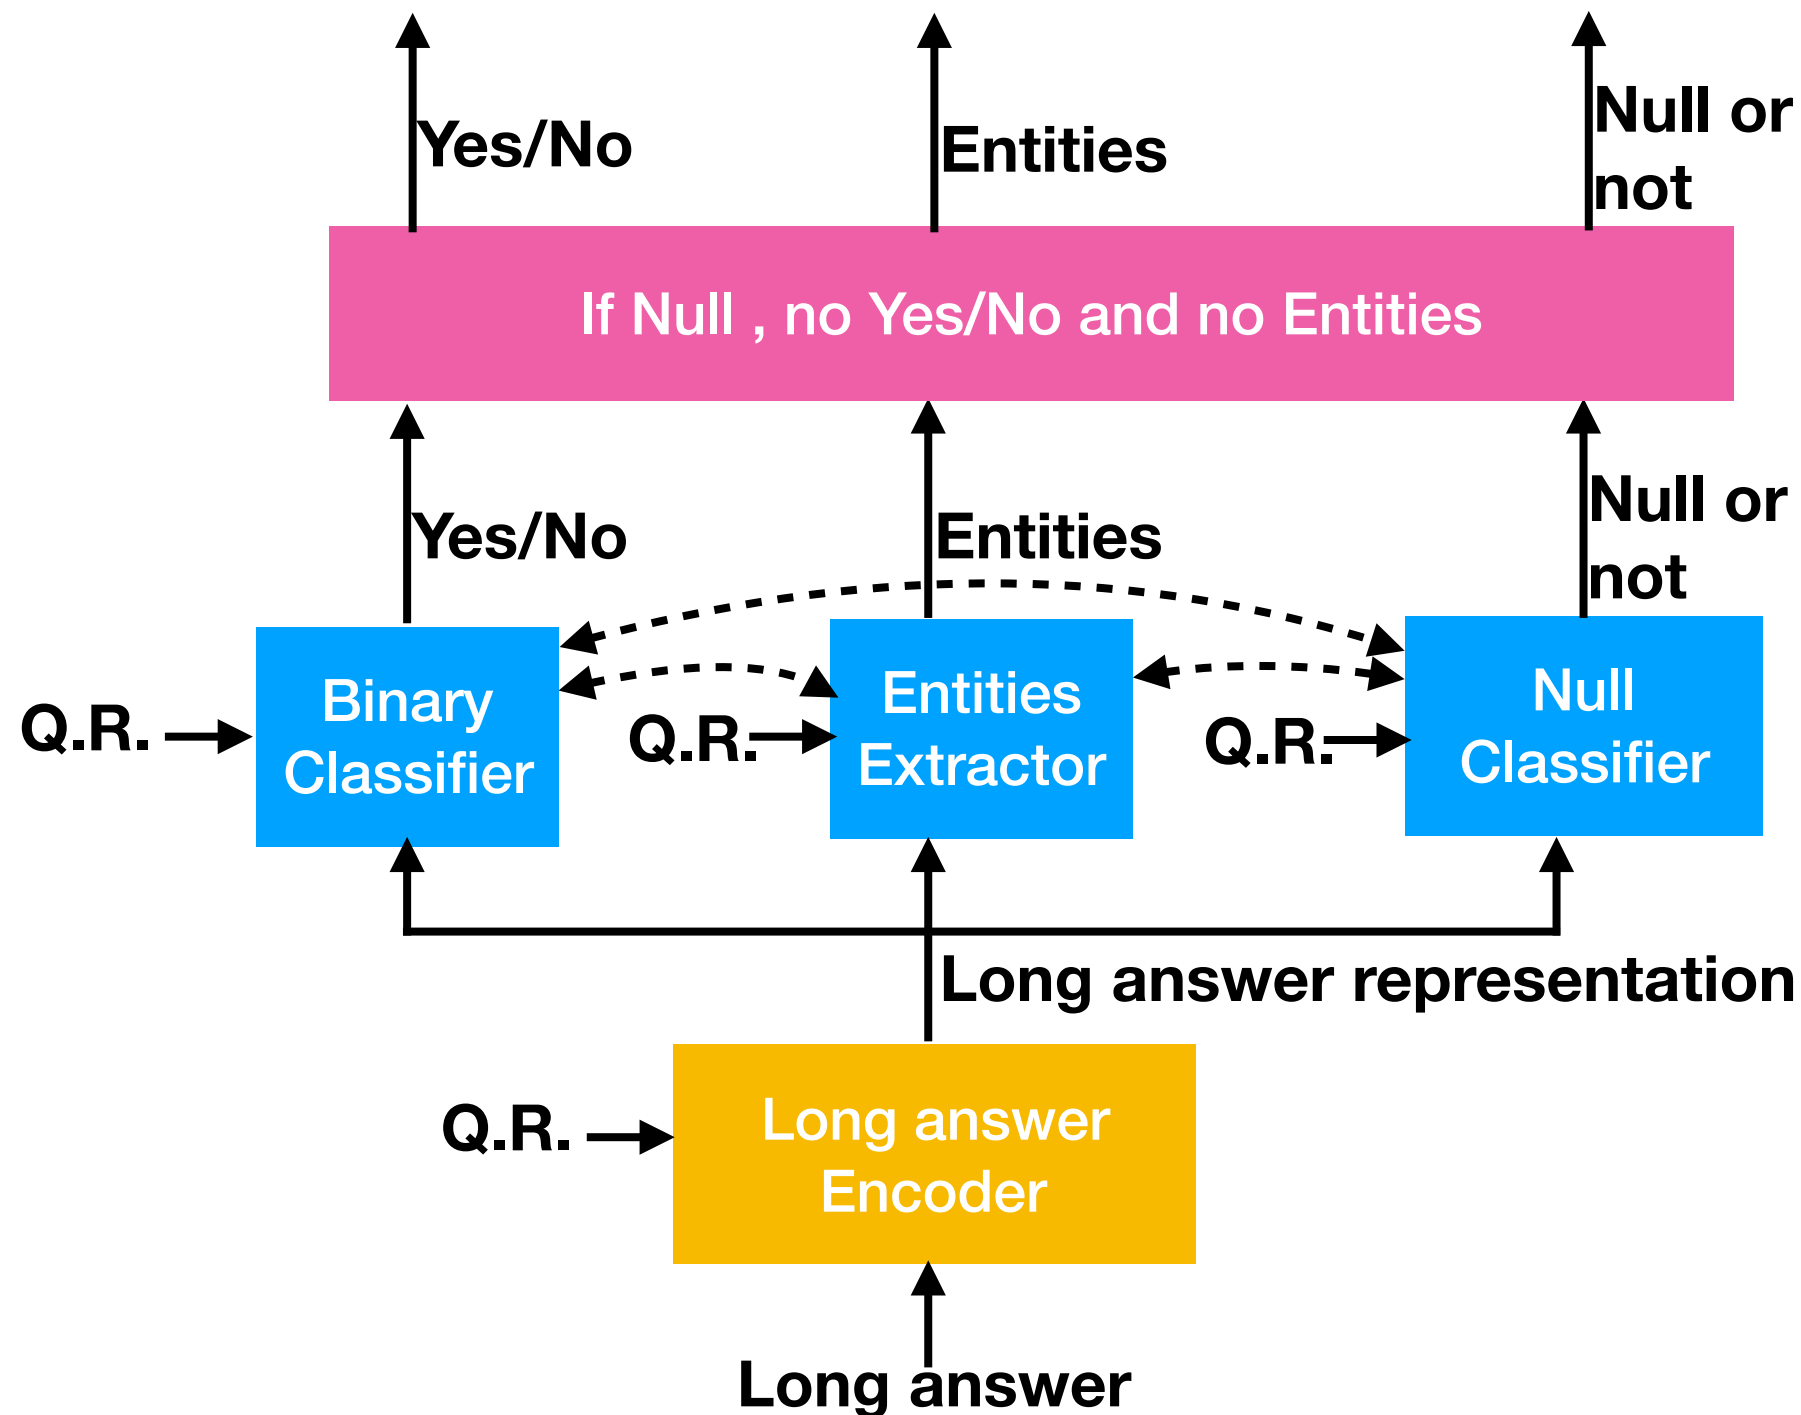 Yes/No
Entities
Null or
not
If Null , no Yes/No and no Entities
Yes/No
Entities
Null or
not
Q.R.
Binary
Classifier
Q.R.
Entities
Extractor
Q.R.
Null
Classifier
Long answer representation
Q.R.
Long answer
Encoder
Long answer